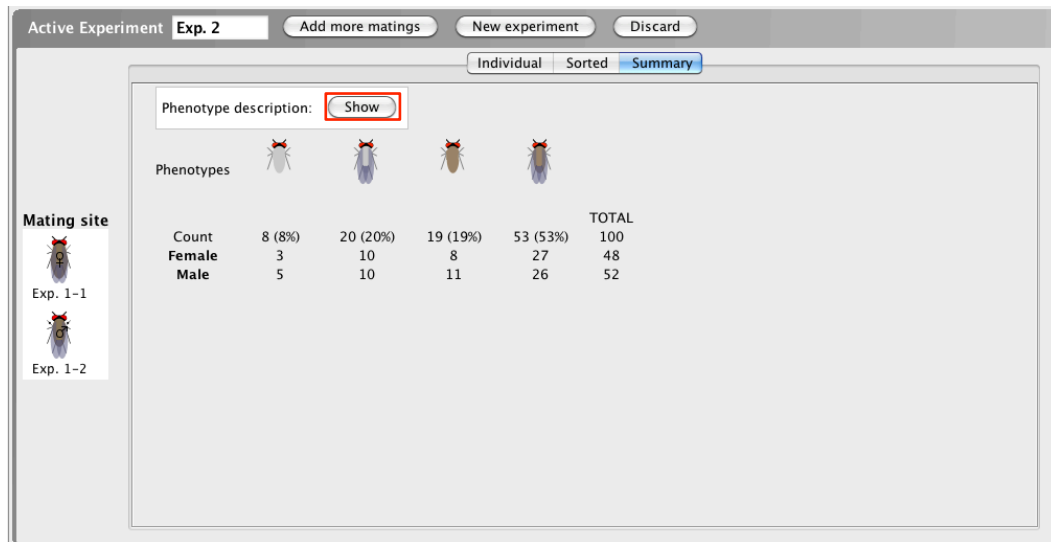 Active Experiment Exp. 2 Add more matings New experiment Discard
Individual Sorted Summary
Phenotype description: Show
Phenotypes
Mating site
TOTAL
Count 8 (8%) 20 (20%) 19 (19%) 53 (53%) 100
Female 3 10 8 27 48
Male 5 10 11 26 52
♀
Exp. 1-1
♂
Exp. 1-2